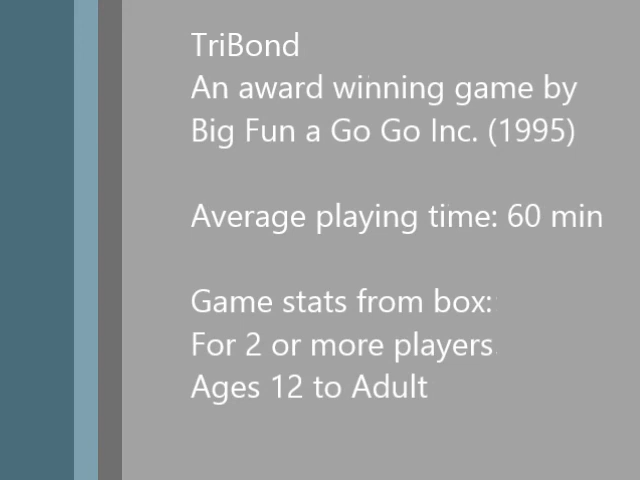 TriBond
An award winning game by
Big Fun a Go Go Inc. (1995)
Average playing time: 60 min
Game stats from box:
For 2 or more players
Ages 12 to Adult